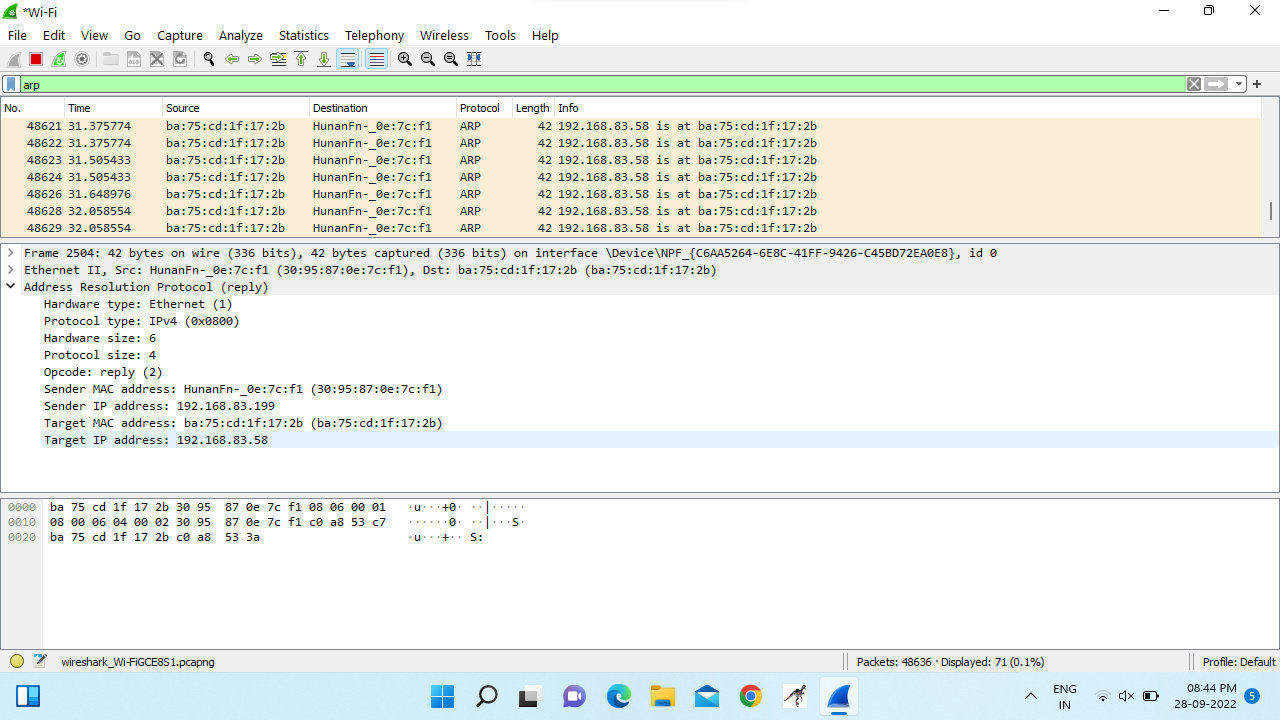 *Wi-Fi
File Edit View Go Capture Analyze Statistics Telephony Wireless Tools Help
arp
No. Time Source Destination Protocol Length Info
48621 31.375774 ba:75:cd:1f:17:2b HunanFn-_0e:7c:f1 ARP 42 192.168.83.58 is at ba:75:cd:1f:17:2b
48622 31.375774 ba:75:cd:1f:17:2b HunanFn-_0e:7c:f1 ARP 42 192.168.83.58 is at ba:75:cd:1f:17:2b
48623 31.505433 ba:75:cd:1f:17:2b HunanFn-_0e:7c:f1 ARP 42 192.168.83.58 is at ba:75:cd:1f:17:2b
48624 31.505433 ba:75:cd:1f:17:2b HunanFn-_0e:7c:f1 ARP 42 192.168.83.58 is at ba:75:cd:1f:17:2b
48626 31.648976 ba:75:cd:1f:17:2b HunanFn-_0e:7c:f1 ARP 42 192.168.83.58 is at ba:75:cd:1f:17:2b
48628 32.058554 ba:75:cd:1f:17:2b HunanFn-_0e:7c:f1 ARP 42 192.168.83.58 is at ba:75:cd:1f:17:2b
48629 32.058554 ba:75:cd:1f:17:2b HunanFn-_0e:7c:f1 ARP 42 192.168.83.58 is at ba:75:cd:1f:17:2b
Frame 2504: 42 bytes on wire (336 bits), 42 bytes captured (336 bits) on interface \Device\NPF_{C6AA5264-6E8C-41FF-9426-C45BD72EA0E8}, id 0
Ethernet II, Src: HunanFn-_0e:7c:f1 (30:95:87:0e:7c:f1), Dst: ba:75:cd:1f:17:2b (ba:75:cd:1f:17:2b)
Address Resolution Protocol (reply)
Hardware type: Ethernet (1)
Protocol type: IPv4 (0x0800)
Hardware size: 6
Protocol size: 4
Opcode: reply (2)
Sender MAC address: HunanFn-_0e:7c:f1 (30:95:87:0e:7c:f1)
Sender IP address: 192.168.83.199
Target MAC address: ba:75:cd:1f:17:2b (ba:75:cd:1f:17:2b)
Target IP address: 192.168.83.58
0000 ba 75 cd 1f 17 2b 30 95 87 0e 7c f1 08 06 00 01 ·u···+0· ··|·····
0010 08 00 06 04 00 02 30 95 87 0e 7c f1 c0 a8 53 c7 ······0· ··|···S·
0020 ba 75 cd 1f 17 2b c0 a8 53 3a ·u···+·· S:
wireshark_Wi-FiGCE8S1.pcapng Packets: 48636 · Displayed: 71 (0.1%) Profile: Default
ENG 08:44 PM
IN 28-09-2022 5